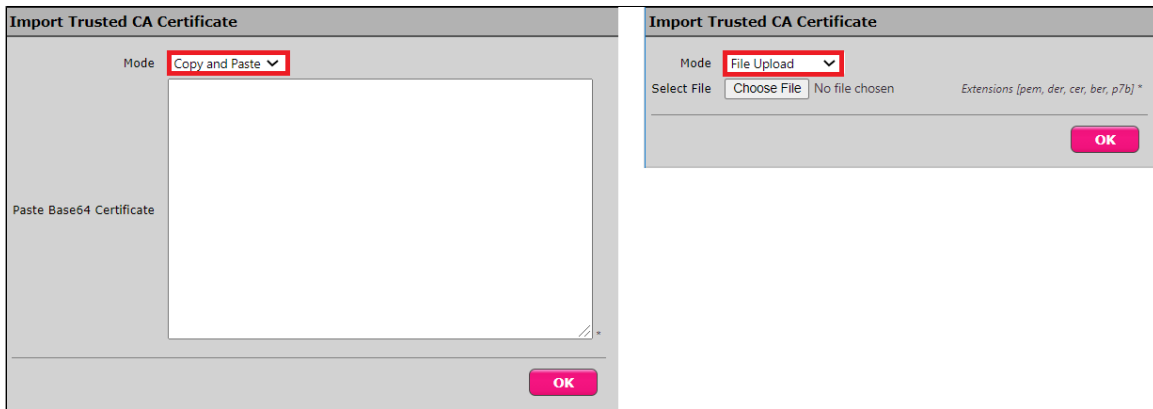 Import Trusted CA Certificate
Mode Copy and Paste
Paste Base64 Certificate
*
OK
Import Trusted CA Certificate
Mode File Upload
Select File Choose File No file chosen Extensions [pem, der, cer, ber, p7b] *
OK